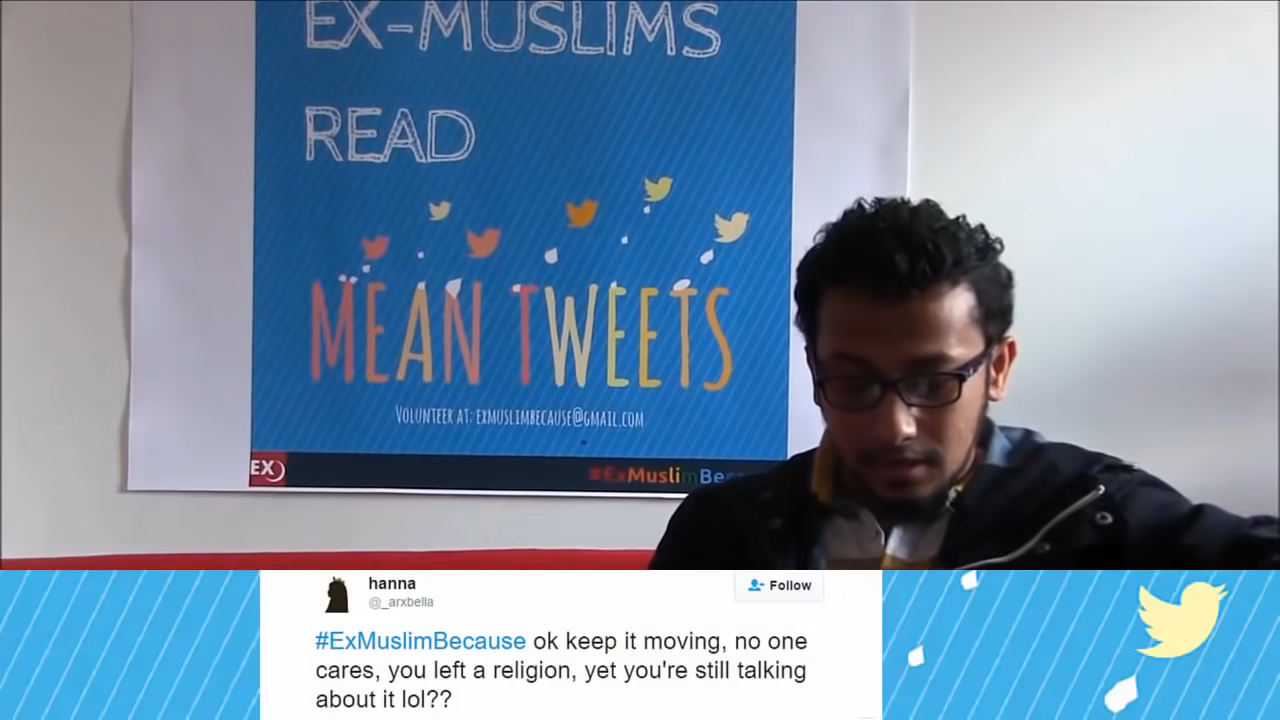 EX-MUSLIMS
READ
MEAN TWEETS
VOLUNTEER AT: EXMUSLIMBECAUSE@GMAIL.COM
EX
#ExMuslimBec
hanna
@_arxbella
Follow
#ExMuslimBecause ok keep it moving, no one
cares, you left a religion, yet you're still talking
about it lol??